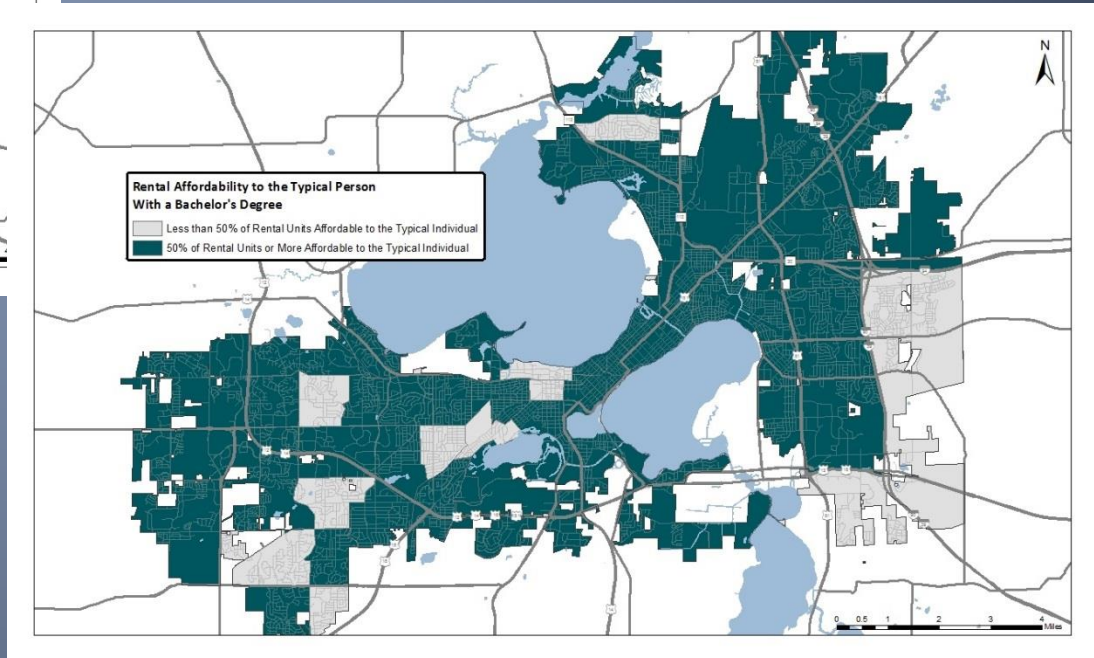 N
Rental Affordability to the Typical Person
With a Bachelor's Degree
Less than 50% of Rental Units Affordable to the Typical Individual
50% of Rental Units or More Affordable to the Typical Individual
0 0.5 1 2 3 4
Miles